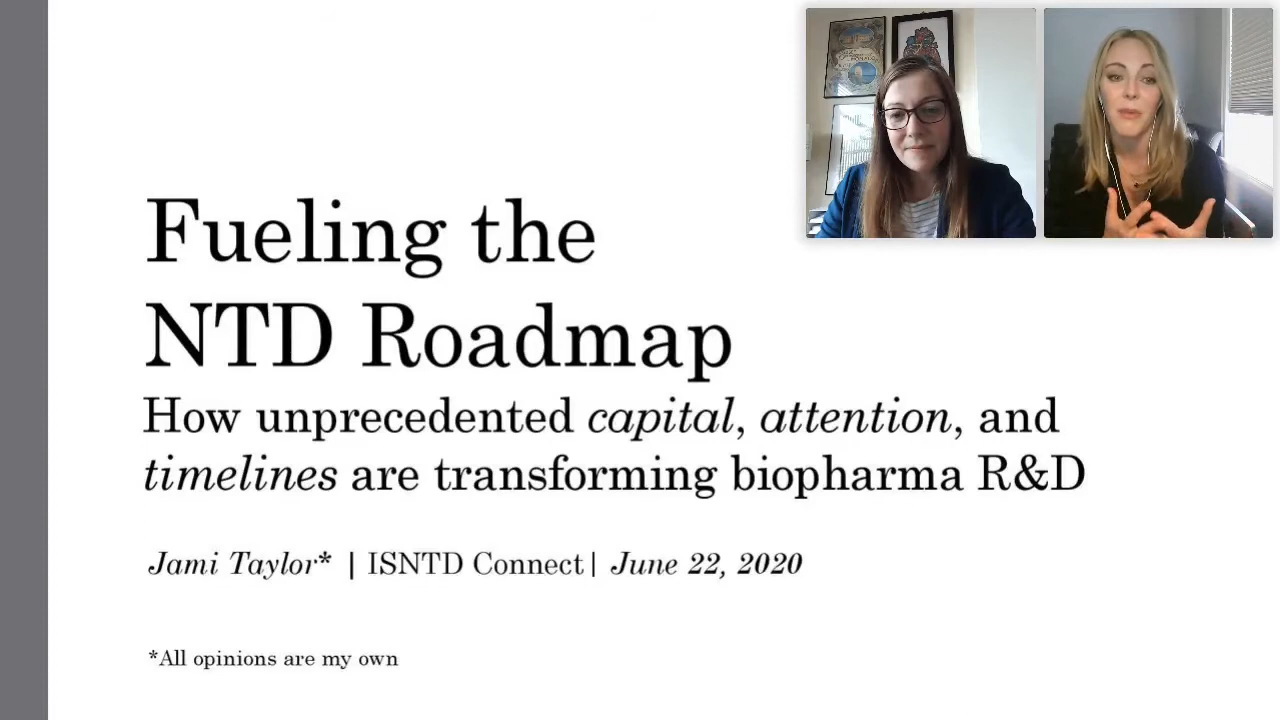 Fueling the
NTD Roadmap
How unprecedented capital, attention, and
timelines are transforming biopharma R&D
Jami Taylor* | ISNTD Connect| June 22, 2020
*All opinions are my own